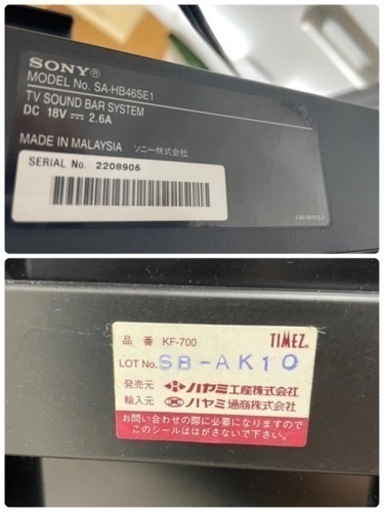 SONY®
MODEL No. SA-HB46SE1
TV SOUND BAR SYSTEM
DC 18V ⎓ 2.6A
MADE IN MALAYSIA ソニー株式会社
SERIAL No. 2208905
品番 KF-700 TIMEZ
LOT No. SB-AK10
発売元 ハヤミ工産株式会社
輸入元 ハヤミ通商株式会社
お問い合わせの際に必要になりますので
このシールははがさないで下さい。